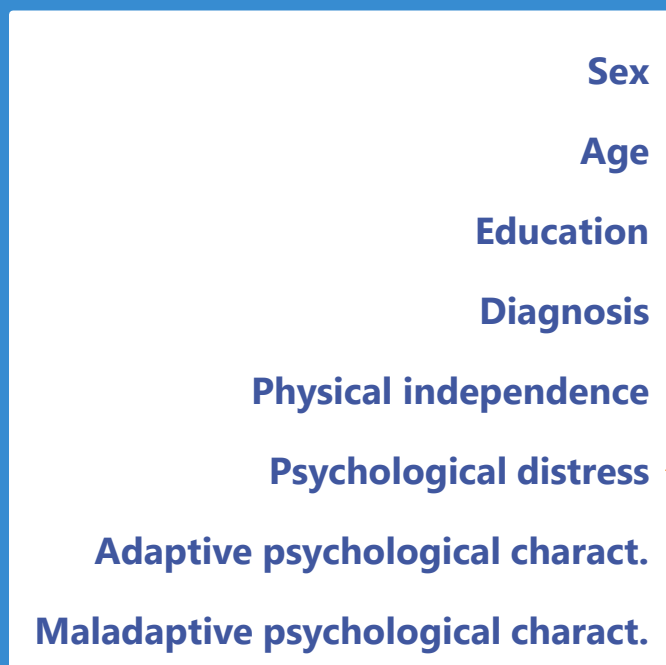 Sex
Age
Education
Diagnosis
Physical independence
Psychological distress
Adaptive psychological charact.
Maladaptive psychological charact.